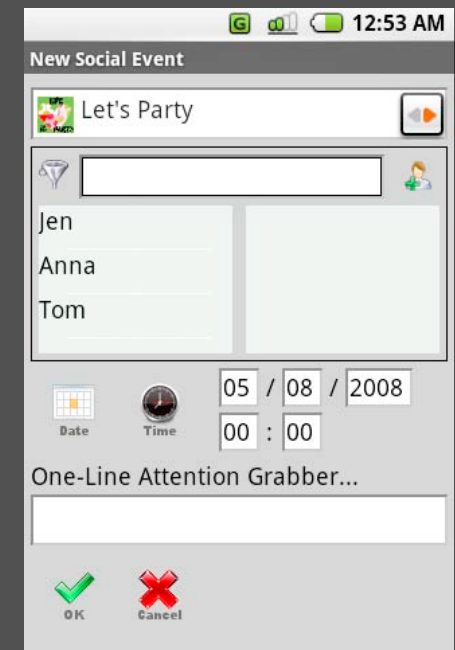 G 12:53 AM
New Social Event
Let's Party
Jen
Anna
Tom
Date Time 05 / 08 / 2008
00 : 00
One-Line Attention Grabber...
OK Cancel